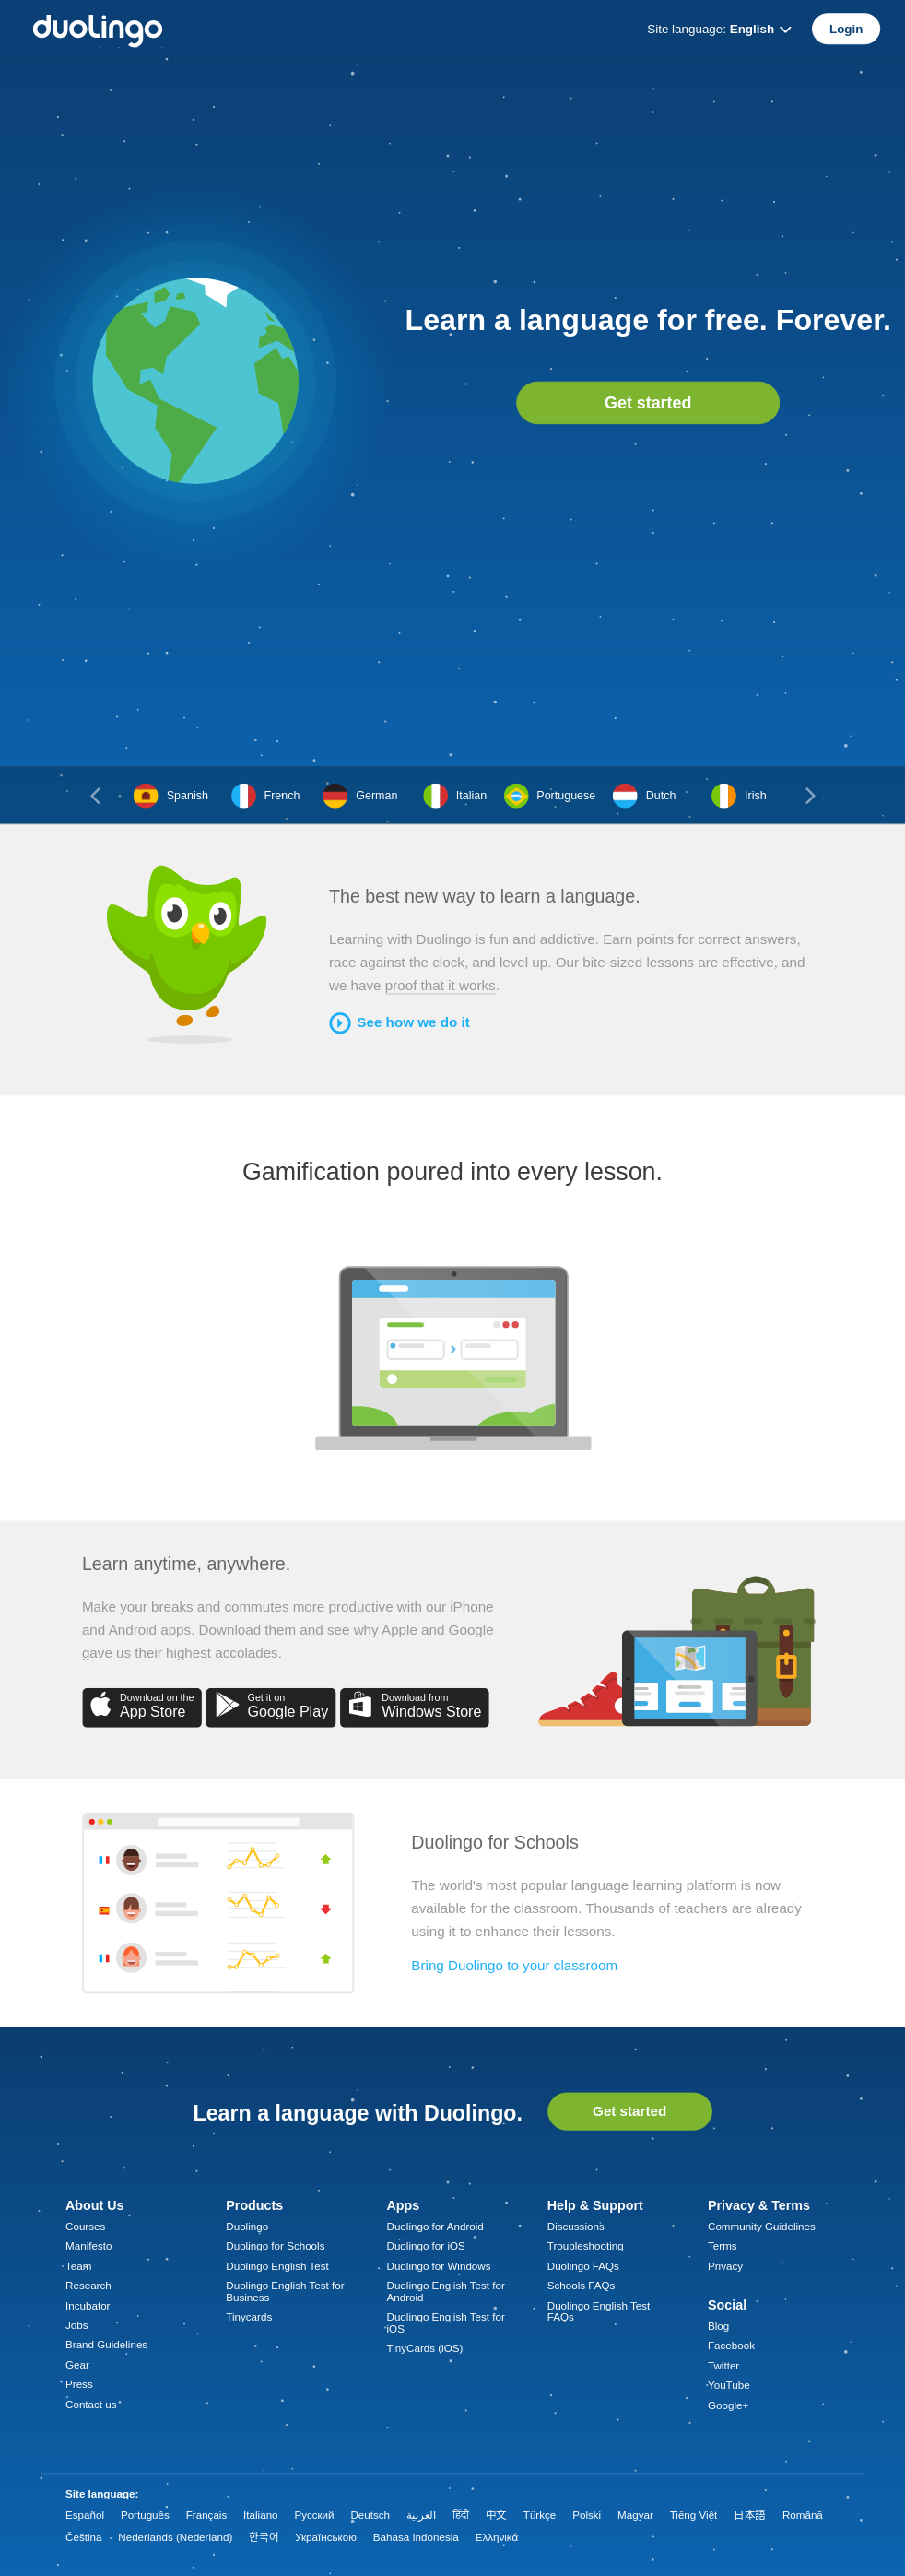 duolingo
Site language: English
Login
Learn a language for free. Forever.
Get started
Spanish
French
German
Italian
Portuguese
Dutch
Irish
The best new way to learn a language.
Learning with Duolingo is fun and addictive. Earn points for correct answers,
race against the clock, and level up. Our bite-sized lessons are effective, and
we have proof that it works.
See how we do it
Gamification poured into every lesson.
Learn anytime, anywhere.
Make your breaks and commutes more productive with our iPhone
and Android apps. Download them and see why Apple and Google
gave us their highest accolades.
Download on the
App Store
Get it on
Google Play
Download from
Windows Store
Duolingo for Schools
The world's most popular language learning platform is now
available for the classroom. Thousands of teachers are already
using it to enhance their lessons.
Bring Duolingo to your classroom
Learn a language with Duolingo.
Get started
About Us
Courses
Manifesto
Team
Research
Incubator
Jobs
Brand Guidelines
Gear
Press
Contact us
Products
Duolingo
Duolingo for Schools
Duolingo English Test
Duolingo English Test for
Business
Tinycards
Apps
Duolingo for Android
Duolingo for iOS
Duolingo for Windows
Duolingo English Test for
Android
Duolingo English Test for
iOS
TinyCards (iOS)
Help & Support
Discussions
Troubleshooting
Duolingo FAQs
Schools FAQs
Duolingo English Test
FAQs
Privacy & Terms
Community Guidelines
Terms
Privacy
Social
Blog
Facebook
Twitter
YouTube
Google+
Site language:
Español Português Français Italiano Русский Deutsch العربية हिंदी 中文 Türkçe Polski Magyar Tiếng Việt 日本語 Română
Čeština Nederlands (Nederland) 한국어 Українською Bahasa Indonesia Ελληνικά